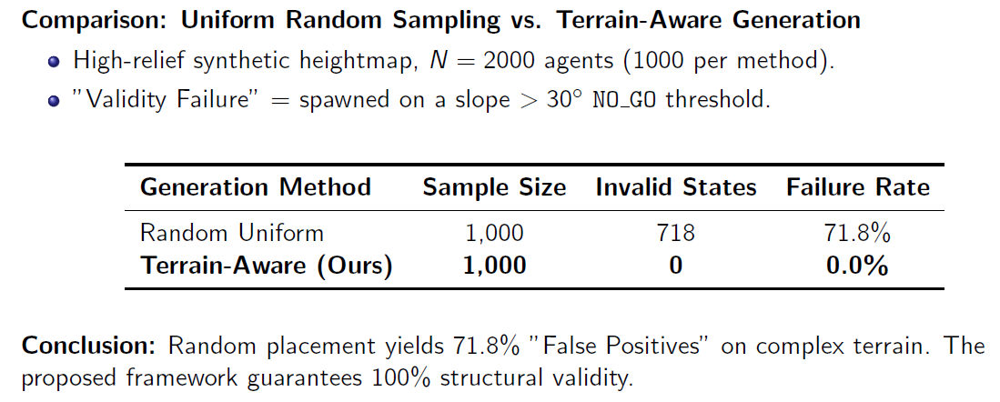 Comparison: Uniform Random Sampling vs. Terrain-Aware Generation
High-relief synthetic heightmap, N = 2000 agents (1000 per method).
"Validity Failure" = spawned on a slope > 30° NO_GO threshold.
Generation Method Sample Size Invalid States Failure Rate
Random Uniform 1,000 718 71.8%
Terrain-Aware (Ours) 1,000 0 0.0%
Conclusion: Random placement yields 71.8% "False Positives" on complex terrain. The
proposed framework guarantees 100% structural validity.